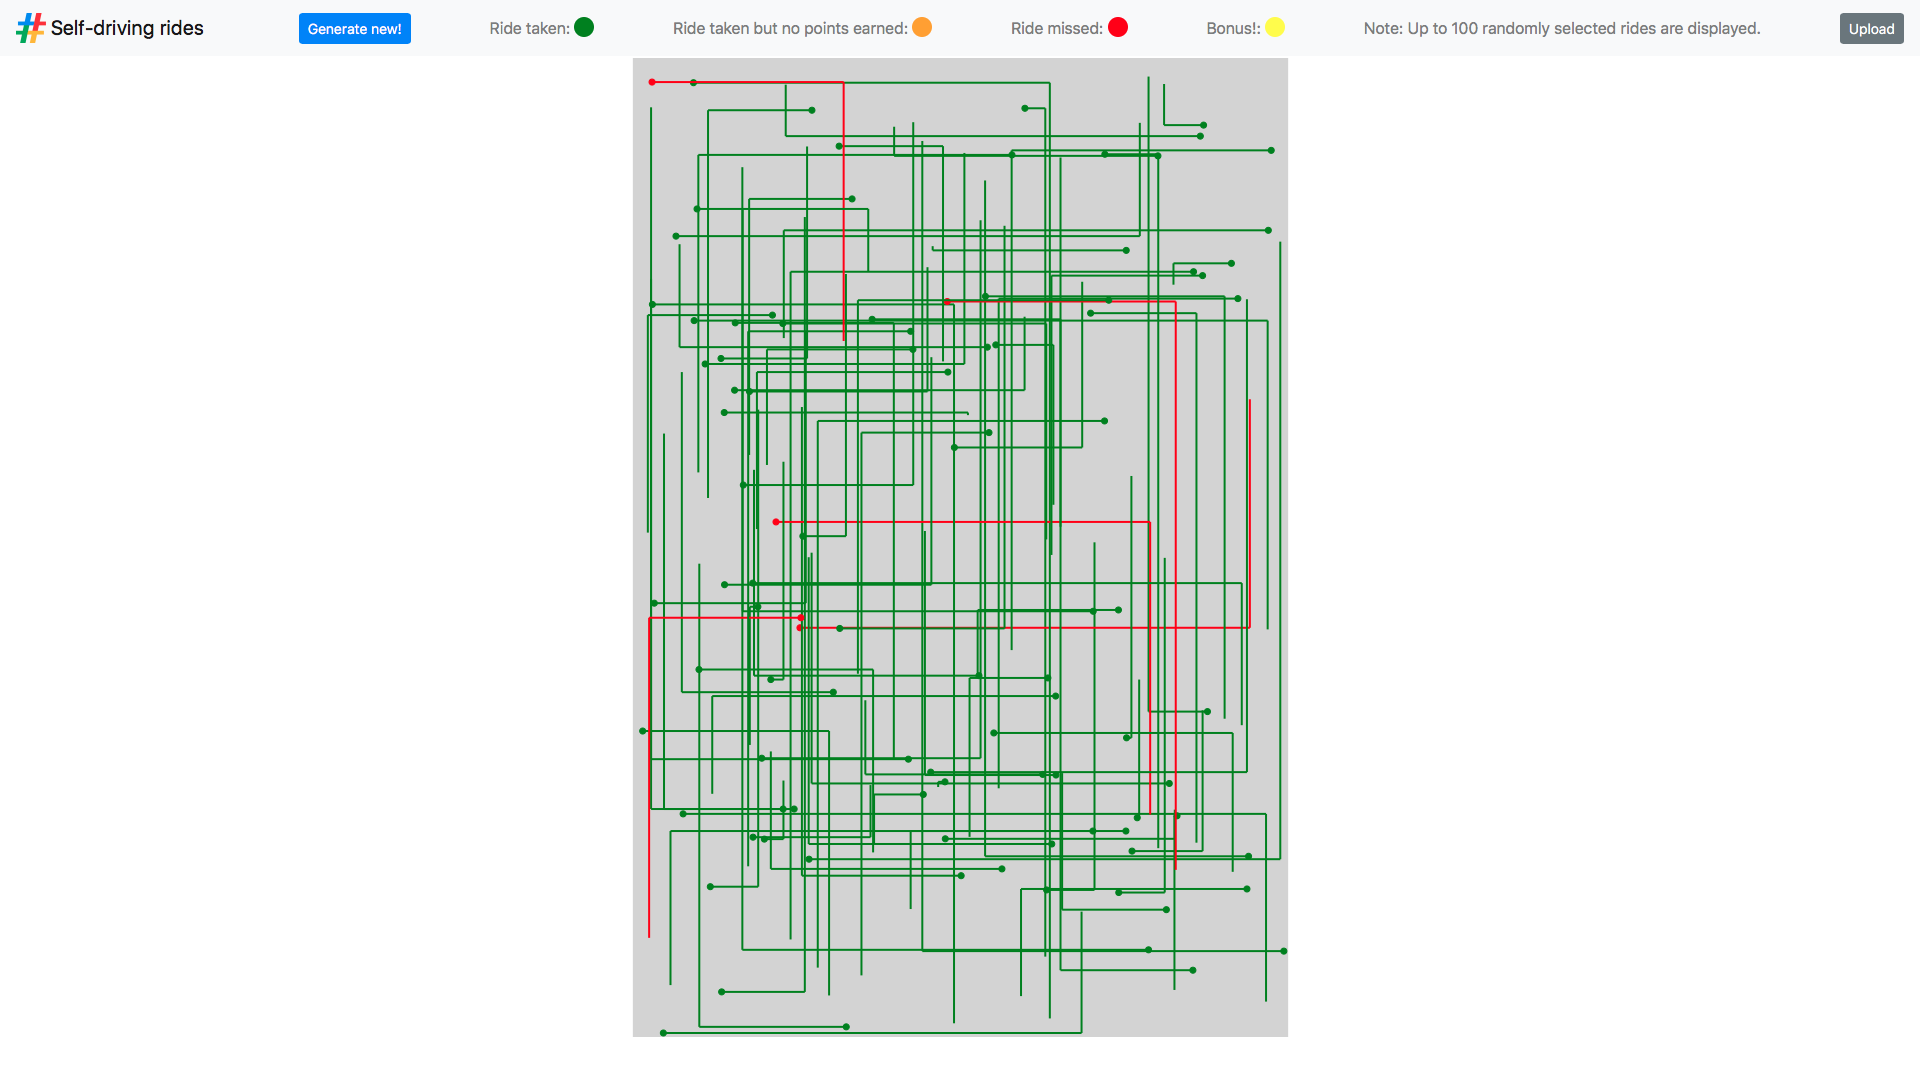 Self-driving rides
Generate new!
Ride taken:
Ride taken but no points earned:
Ride missed:
Bonus!:
Note: Up to 100 randomly selected rides are displayed.
Upload